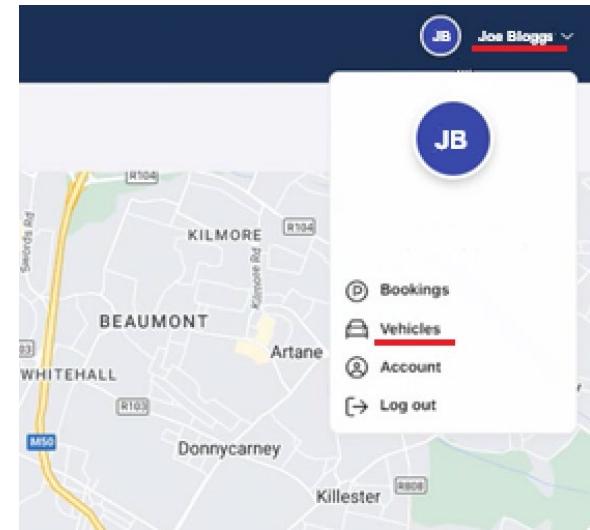 JB Joe Bloggs
JB
R104
Swords Rd
KILMORE
R104
Kilmore Rd
Bookings
BEAUMONT
Vehicles
03
Artane
WHITEHALL
Account
R103
Log out
M50
Donnycarney
Killester
R808